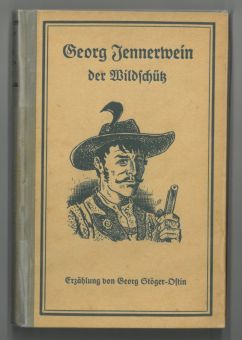 Georg Jennerwein
der Wildschütz
Erzählung von Georg Stöger-Ostin